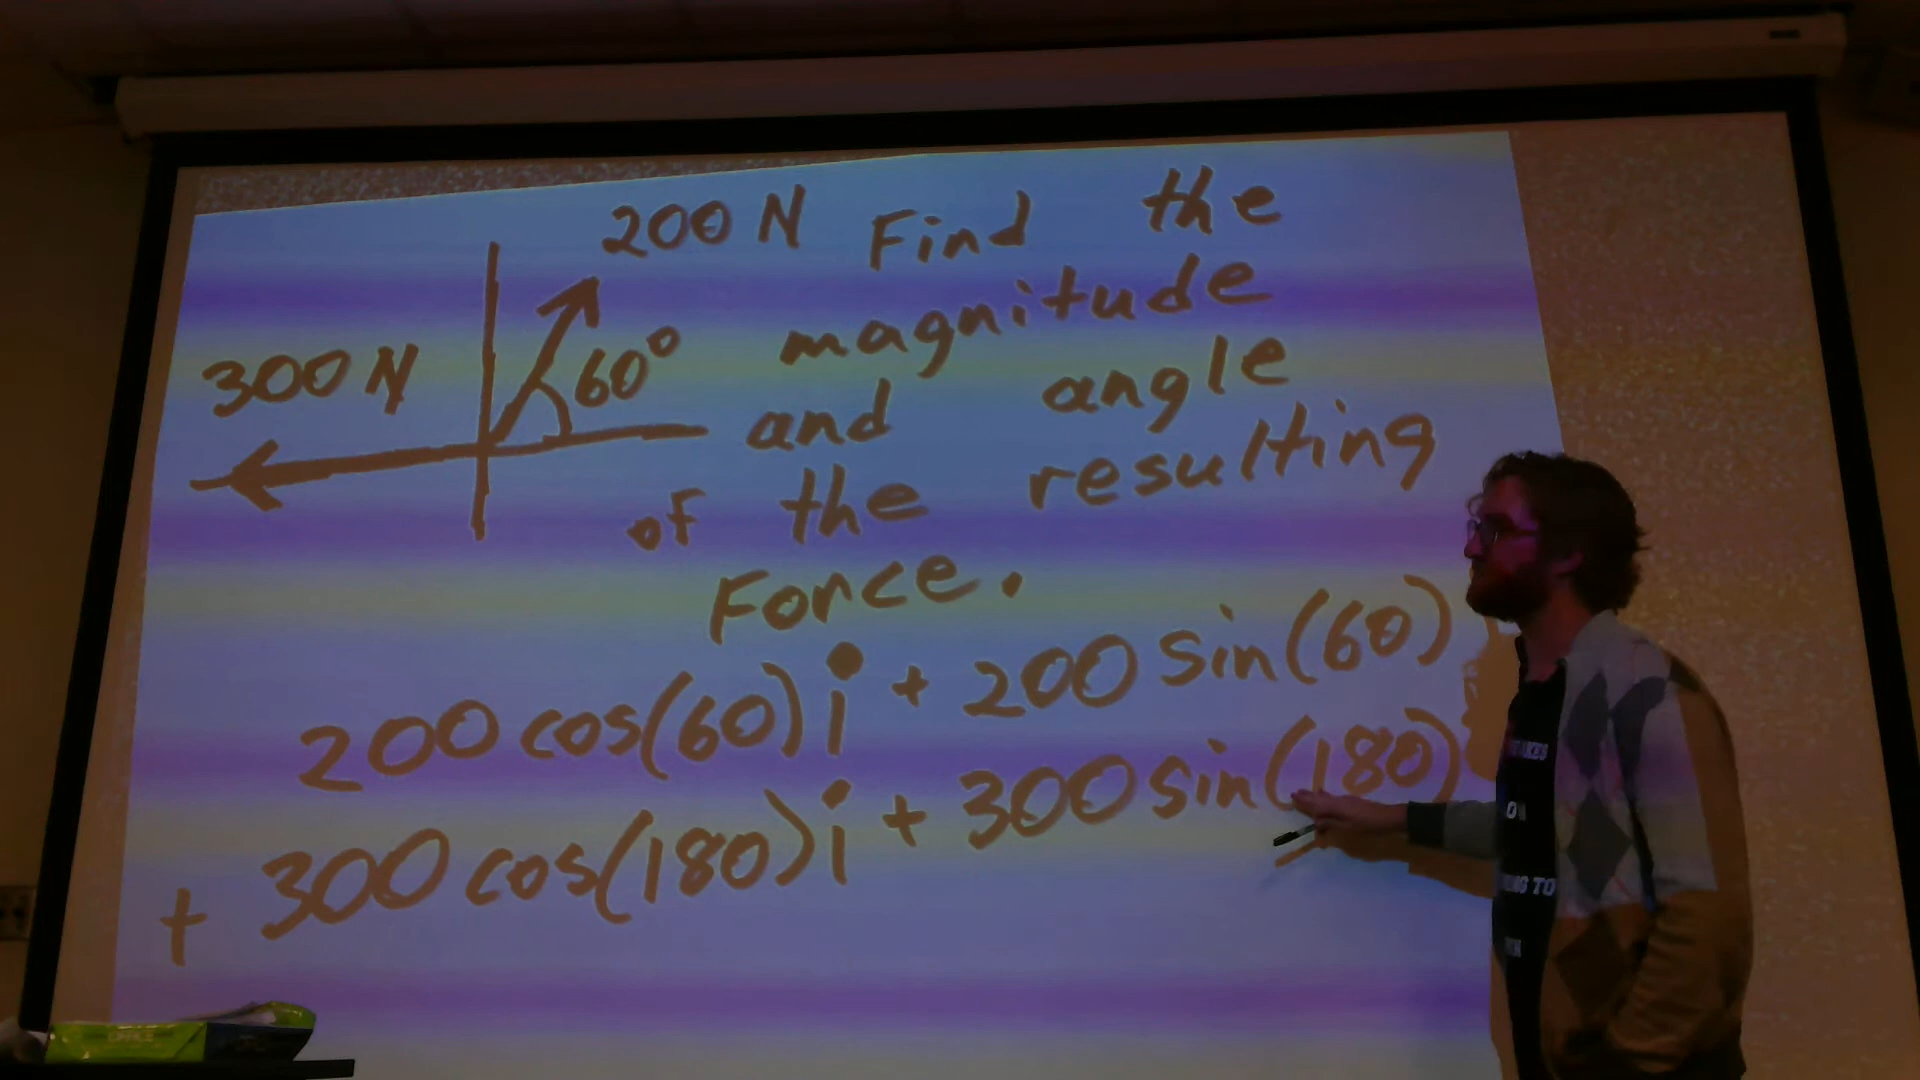 200 N
300 N
60°
Find the
magnitude
and angle
of the resulting
Force.
200 cos(60) i + 200 sin(60)
+ 300 cos(180) i + 300 sin(180)
OFFICE